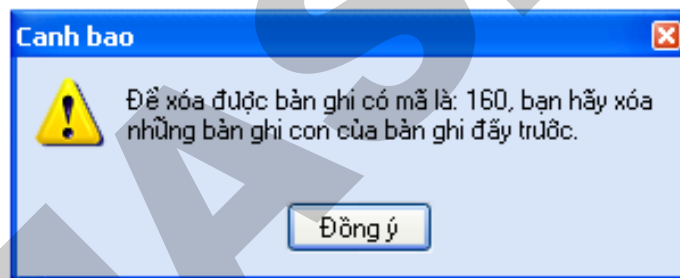 Canh bao
Để xóa được bản ghi có mã là: 160, bạn hãy xóa
những bản ghi con của bản ghi đấy trước.
Đồng ý